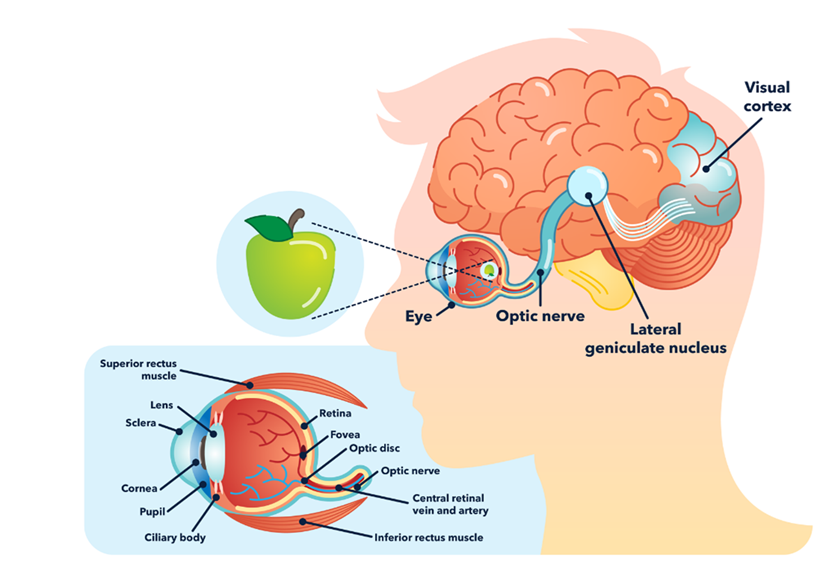 Visual
cortex
Eye
Optic nerve
Lateral
geniculate nucleus
Superior rectus
muscle
Lens
Sclera
Cornea
Pupil
Ciliary body
Retina
Fovea
Optic disc
Optic nerve
Central retinal
vein and artery
Inferior rectus muscle